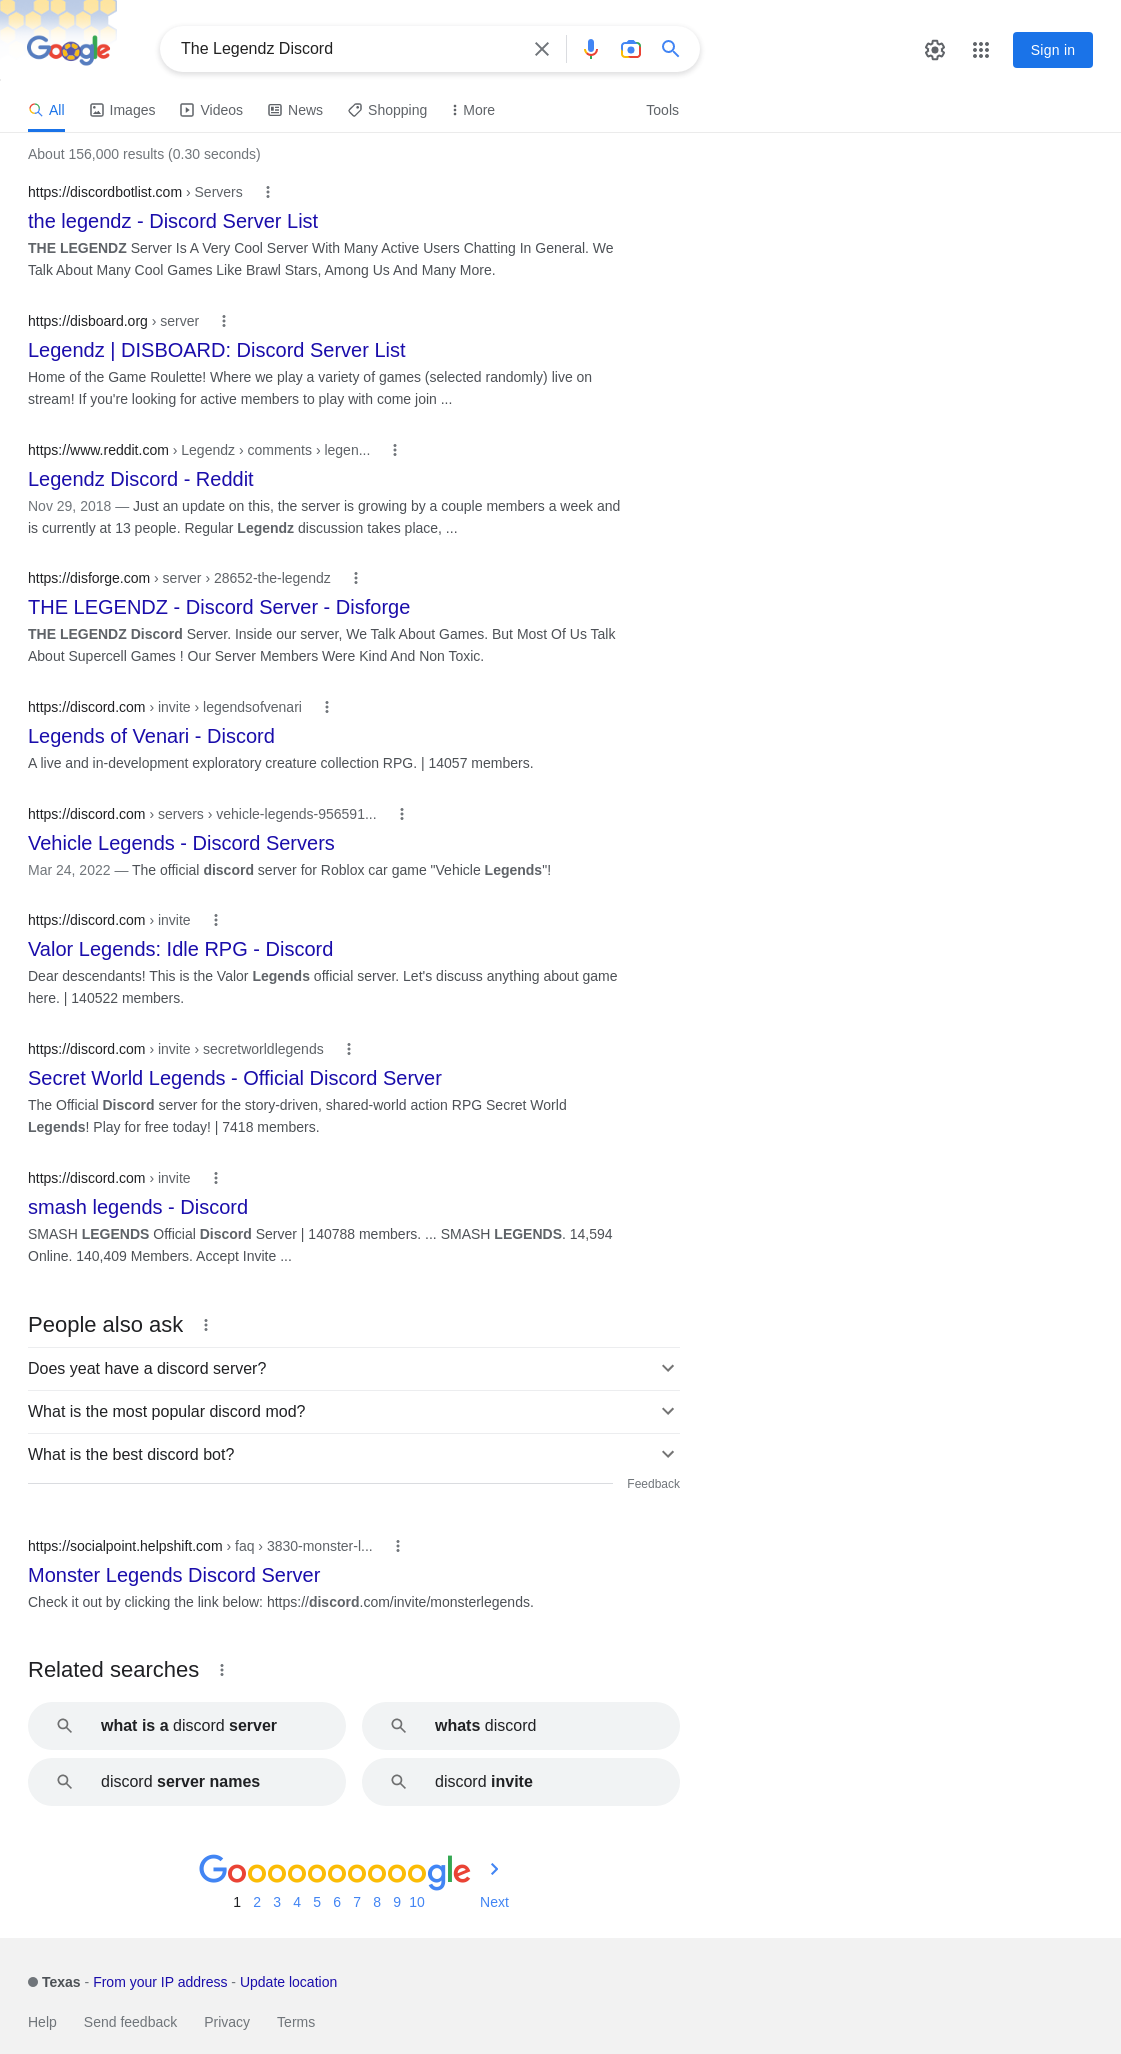 Google
The Legendz Discord
Sign in
All Images Videos News Shopping More Tools
About 156,000 results (0.30 seconds)
https://discordbotlist.com › Servers
the legendz - Discord Server List
THE LEGENDZ Server Is A Very Cool Server With Many Active Users Chatting In General. We
Talk About Many Cool Games Like Brawl Stars, Among Us And Many More.
https://disboard.org › server
Legendz | DISBOARD: Discord Server List
Home of the Game Roulette! Where we play a variety of games (selected randomly) live on
stream! If you're looking for active members to play with come join ...
https://www.reddit.com › Legendz › comments › legen...
Legendz Discord - Reddit
Nov 29, 2018 — Just an update on this, the server is growing by a couple members a week and
is currently at 13 people. Regular Legendz discussion takes place, ...
https://disforge.com › server › 28652-the-legendz
THE LEGENDZ - Discord Server - Disforge
THE LEGENDZ Discord Server. Inside our server, We Talk About Games. But Most Of Us Talk
About Supercell Games ! Our Server Members Were Kind And Non Toxic.
https://discord.com › invite › legendsofvenari
Legends of Venari - Discord
A live and in-development exploratory creature collection RPG. | 14057 members.
https://discord.com › servers › vehicle-legends-956591...
Vehicle Legends - Discord Servers
Mar 24, 2022 — The official discord server for Roblox car game "Vehicle Legends"!
https://discord.com › invite
Valor Legends: Idle RPG - Discord
Dear descendants! This is the Valor Legends official server. Let's discuss anything about game
here. | 140522 members.
https://discord.com › invite › secretworldlegends
Secret World Legends - Official Discord Server
The Official Discord server for the story-driven, shared-world action RPG Secret World
Legends! Play for free today! | 7418 members.
https://discord.com › invite
smash legends - Discord
SMASH LEGENDS Official Discord Server | 140788 members. ... SMASH LEGENDS. 14,594
Online. 140,409 Members. Accept Invite ...
People also ask
Does yeat have a discord server?
What is the most popular discord mod?
What is the best discord bot?
Feedback
https://socialpoint.helpshift.com › faq › 3830-monster-l...
Monster Legends Discord Server
Check it out by clicking the link below: https://discord.com/invite/monsterlegends.
Related searches
what is a discord server
whats discord
discord server names
discord invite
Goooooooooogle
1 2 3 4 5 6 7 8 9 10 Next
Texas - From your IP address - Update location
Help Send feedback Privacy Terms